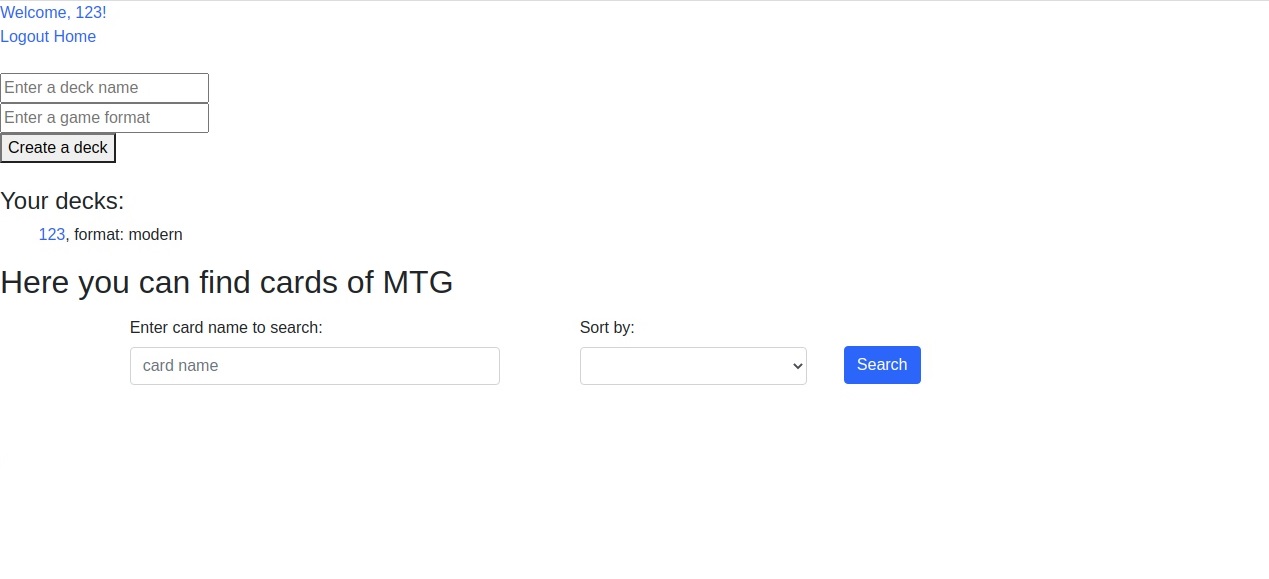 Welcome, 123!
Logout Home
Enter a deck name
Enter a game format
Create a deck
Your decks:
123, format: modern
Here you can find cards of MTG
Enter card name to search: Sort by:
card name Search